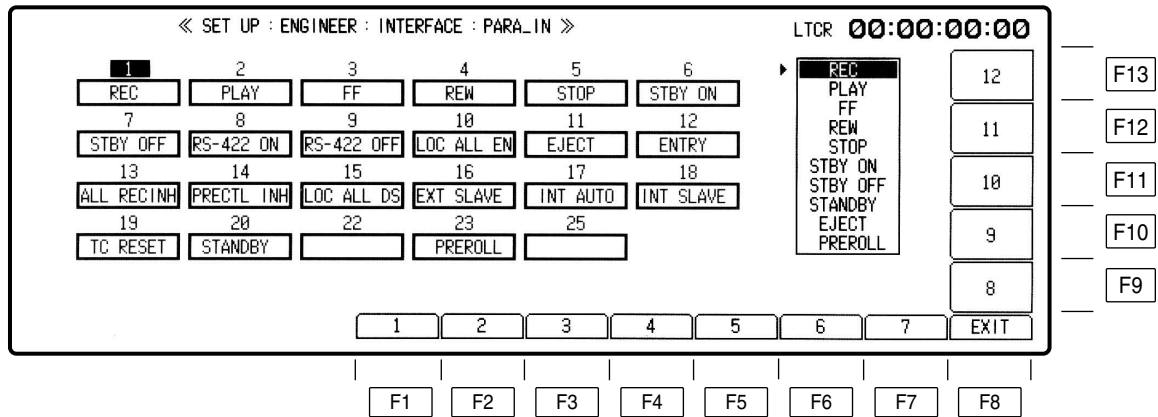 ≪ SET UP : ENGINEER : INTERFACE : PARA_IN ≫
LTCR 00:00:00:00
1 2 3 4 5 6
REC PLAY FF REW STOP STBY ON
7 8 9 10 11 12
STBY OFF RS-422 ON RS-422 OFF LOC ALL EN EJECT ENTRY
13 14 15 16 17 18
ALL RECINH PRECTL INH LOC ALL DS EXT SLAVE INT AUTO INT SLAVE
19 20 22 23 25
TC RESET STANDBY PREROLL
REC
PLAY
FF
REW
STOP
STBY ON
STBY OFF
STANDBY
EJECT
PREROLL
12 F13
11 F12
10 F11
9 F10
8 F9
1 2 3 4 5 6 7 EXIT
F1 F2 F3 F4 F5 F6 F7 F8